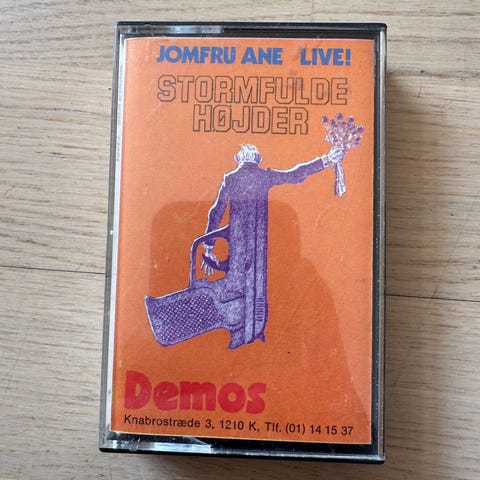 JOMFRU ANE LIVE!
STORMFULDE
HØJDER
Demos
Knabrostræde 3, 1210 K, Tlf. (01) 14 15 37